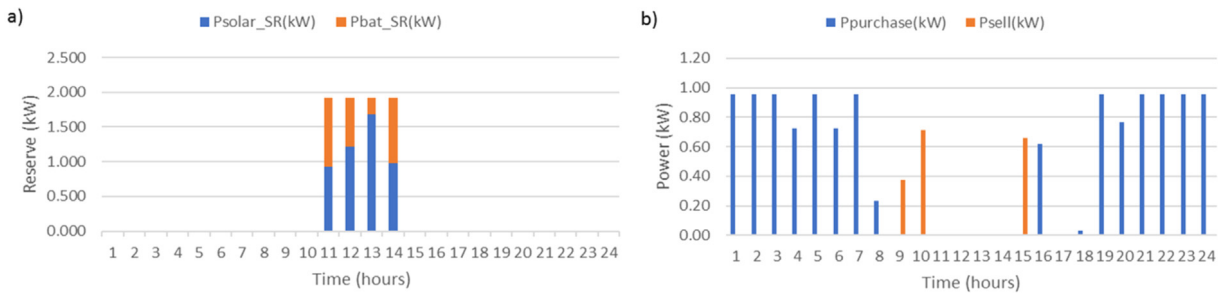 a)
Psolar_SR(kW) Pbat_SR(kW)
2.500
2.000
1.500
1.000
0.500
0.000
Reserve (kW)
1 2 3 4 5 6 7 8 9 10 11 12 13 14 15 16 17 18 19 20 21 22 23 24
Time (hours)
b)
Ppurchase(kW) Psell(kW)
1.20
1.00
0.80
0.60
0.40
0.20
0.00
Power (kW)
1 2 3 4 5 6 7 8 9 10 11 12 13 14 15 16 17 18 19 20 21 22 23 24
Time (hours)